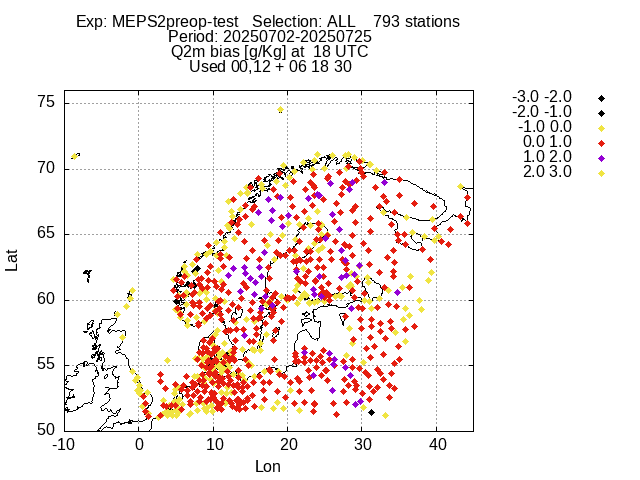 Exp: MEPS2preop-test   Selection: ALL    793 stations
Period: 20250702-20250725
Q2m bias [g/Kg] at  18 UTC
Used 00,12 + 06 18 30
-3.0 -2.0
-2.0 -1.0
-1.0 0.0
0.0 1.0
1.0 2.0
2.0 3.0
75
70
65
60
55
50
Lat
-10 0 10 20 30 40
Lon